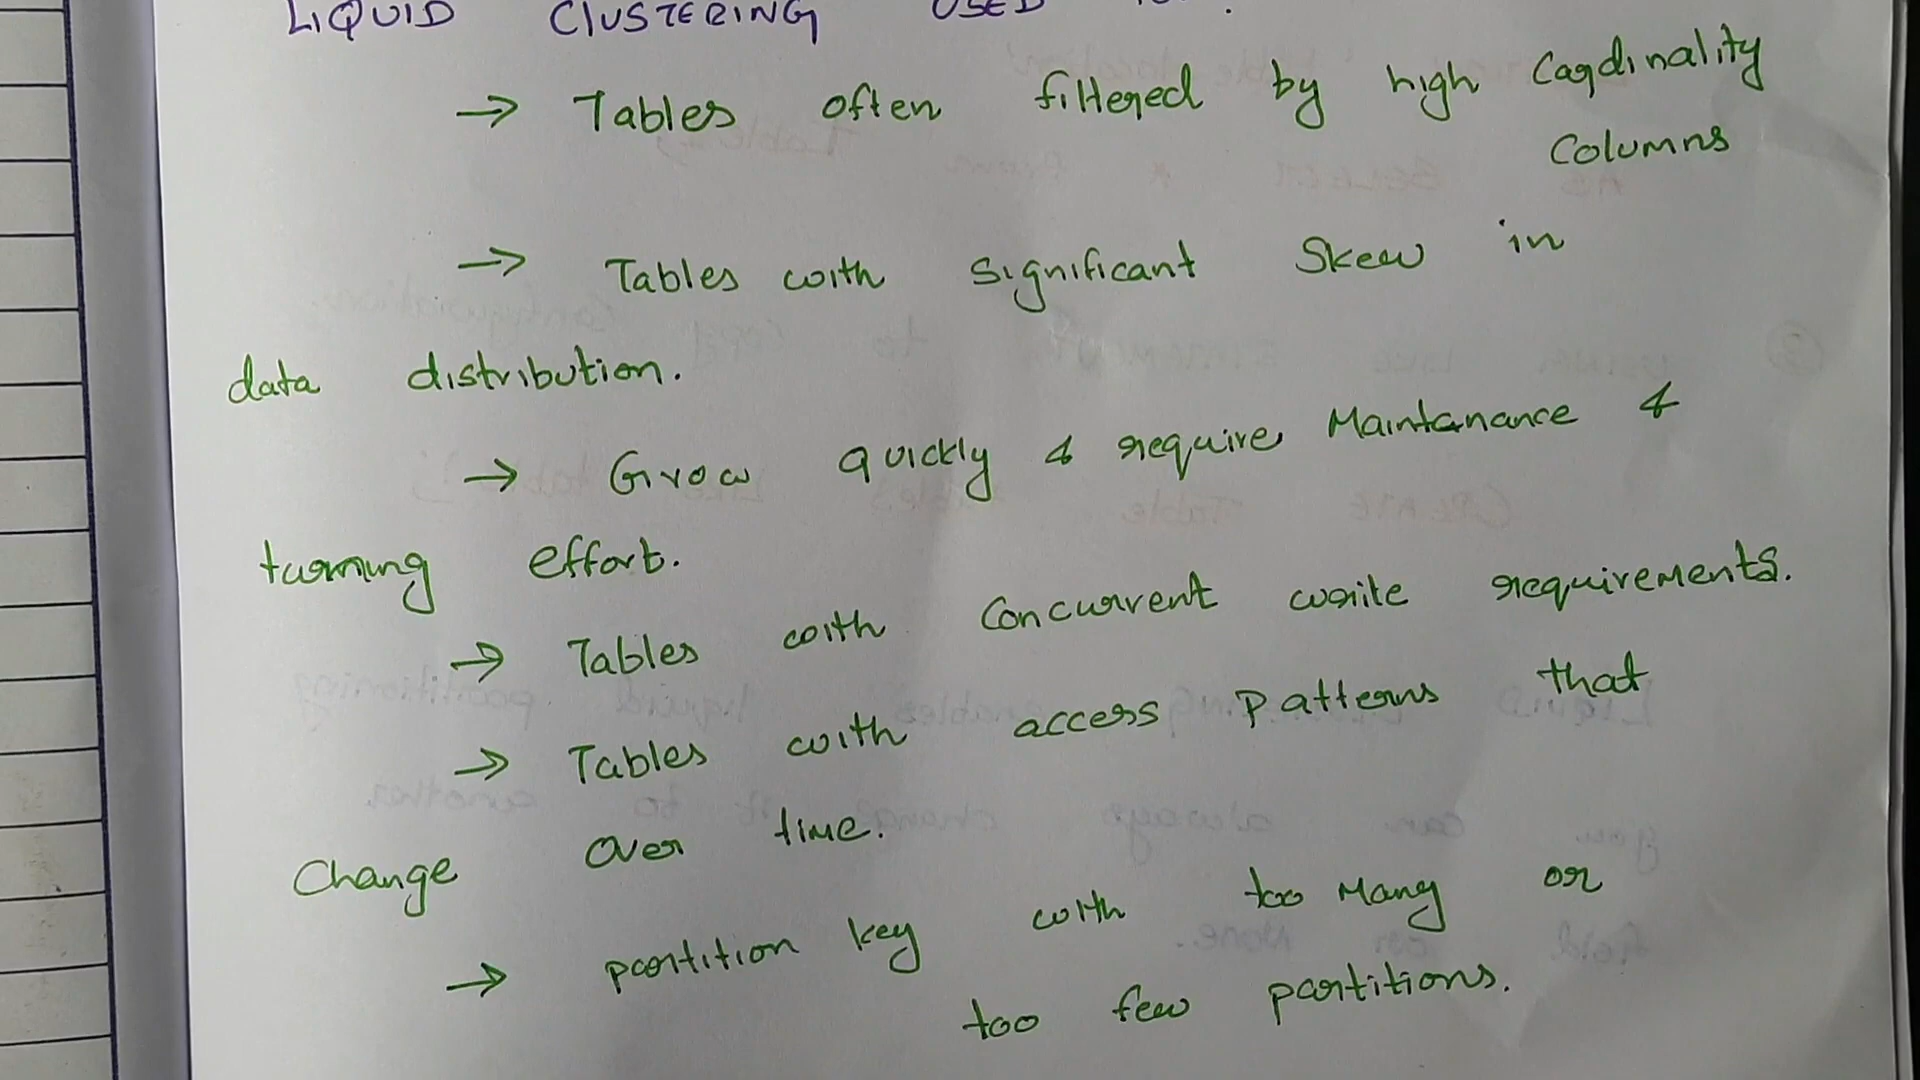 LIQUID CLUSTERING USED
→ Tables often filtered by high Cardinality
Columns
→ Tables with significant Skew in
data distribution.
→ Grow quickly & require Maintanance &
turning effort.
→ Tables with Concurrent write requirements.
→ Tables with access patterns that
Change over time.
→ partition key with too Many or
too few partitions.